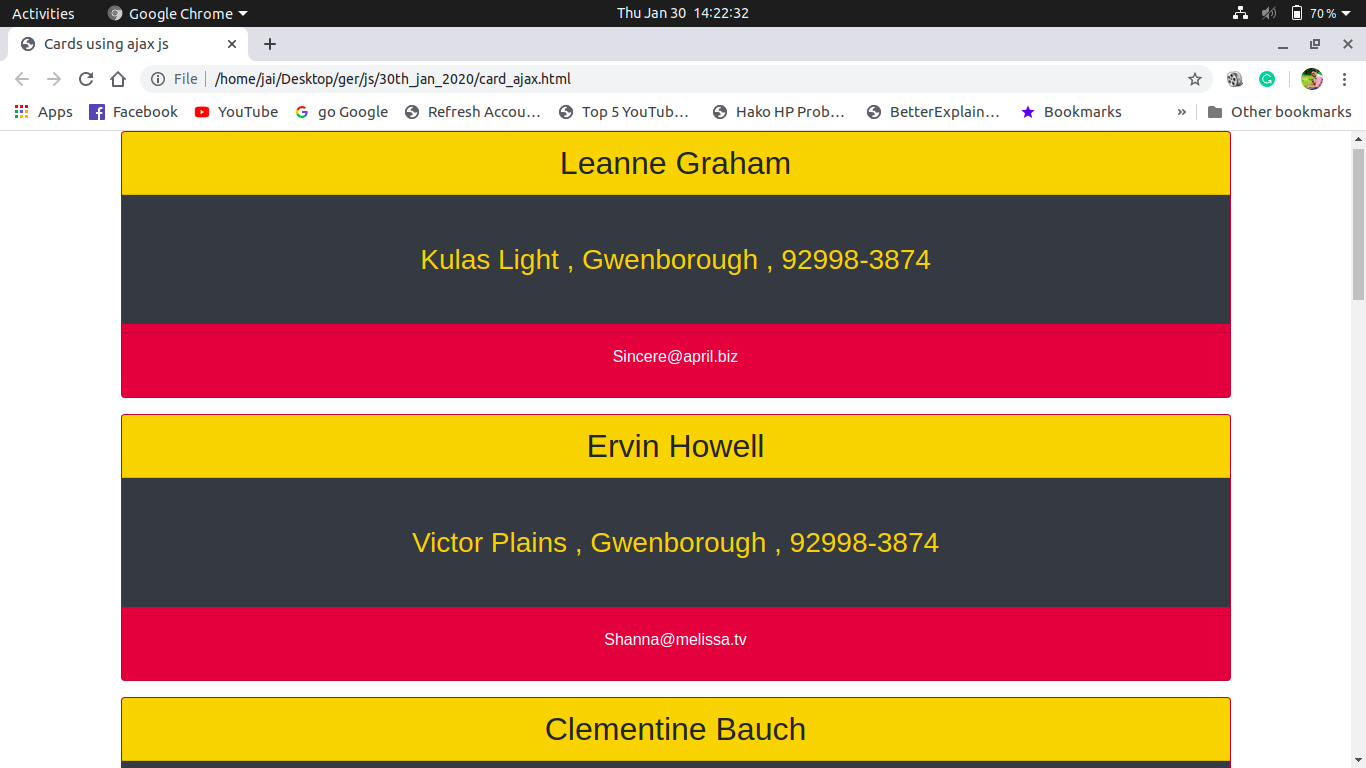 Activities Google Chrome Thu Jan 30 14:22:32 70 %
Cards using ajax js
File /home/jai/Desktop/ger/js/30th_jan_2020/card_ajax.html
Apps Facebook YouTube go Google Refresh Accou… Top 5 YouTub… Hako HP Prob… BetterExplain… Bookmarks » Other bookmarks
Leanne Graham
Kulas Light , Gwenborough , 92998-3874
Sincere@april.biz
Ervin Howell
Victor Plains , Gwenborough , 92998-3874
Shanna@melissa.tv
Clementine Bauch